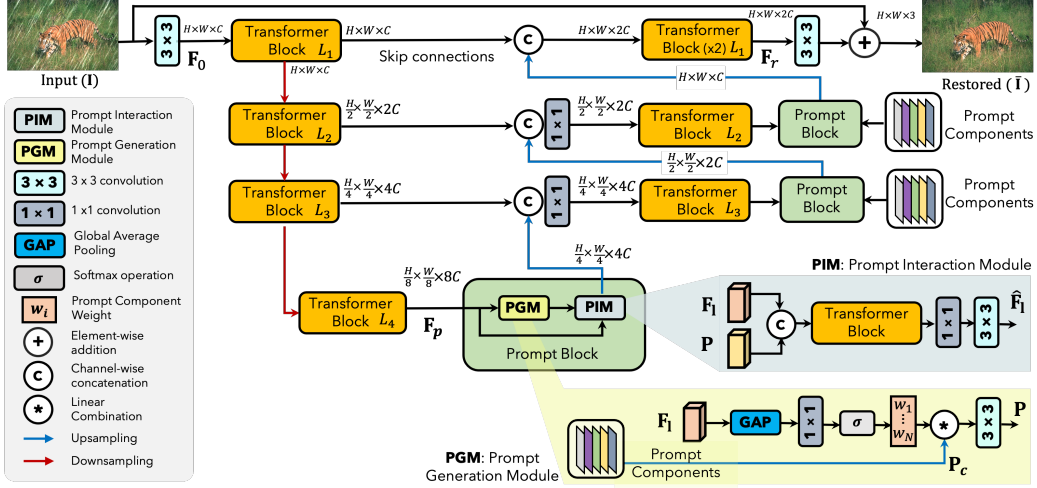 Input (I)
3 × 3
F₀
H×W×C
Transformer
Block L₁
H×W×C
Skip connections
C
H×W×2C
Transformer
Block (x2) L₁
H×W×2C
Fᵣ
3 × 3
+
H×W×3
Restored ( Ī )
H×W×C
H×W×C
Transformer
Block L₂
H/2 × W/2 ×2C
C
1 × 1
H/2 × W/2 ×2C
Transformer
Block L₂
Prompt
Block
Prompt
Components
H/2 × W/2 ×2C
Transformer
Block L₃
H/4 × W/4 ×4C
C
1 × 1
H/4 × W/4 ×4C
Transformer
Block L₃
Prompt
Block
Prompt
Components
H/4 × W/4 ×4C
Transformer
Block L₄
H/8 × W/8 ×8C
Fₚ
PGM
PIM
Prompt Block
PIM
Prompt Interaction
Module
PGM
Prompt Generation
Module
3 × 3
3 x 3 convolution
1 × 1
1 x1 convolution
GAP
Global Average
Pooling
σ
Softmax operation
wᵢ
Prompt Component
Weight
+
Element-wise
addition
C
Channel-wise
concatenation
*
Linear
Combination
Upsampling
Downsampling
PIM: Prompt Interaction Module
Fₗ
P
C
Transformer
Block
1 × 1
3 × 3
F̂ₗ
Fₗ
GAP
1 × 1
σ
w₁
⋮
w_N
*
3 × 3
P
P_c
Prompt
Components
PGM: Prompt
Generation Module